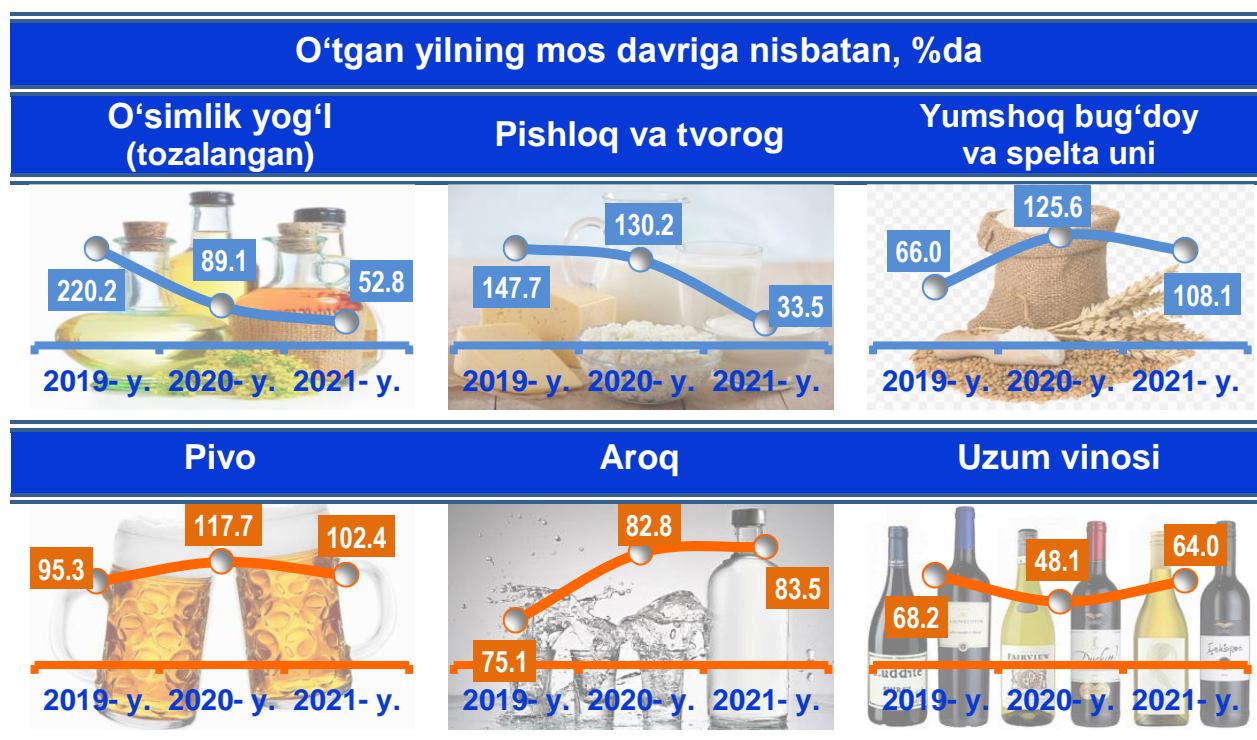 O‘tgan yilning mos davriga nisbatan, %da
O‘simlik yog‘I
(tozalangan)
Pishloq va tvorog
Yumshoq bug‘doy
va spelta uni
220.2
89.1
52.8
2019- y. 2020- y. 2021- y.
147.7
130.2
33.5
2019- y. 2020- y. 2021- y.
66.0
125.6
108.1
2019- y. 2020- y. 2021- y.
Pivo
Aroq
Uzum vinosi
95.3
117.7
102.4
2019- y. 2020- y. 2021- y.
75.1
82.8
83.5
2019- y. 2020- y. 2021- y.
68.2
48.1
64.0
FAIRVIEW
2019- y. 2020- y. 2021- y.